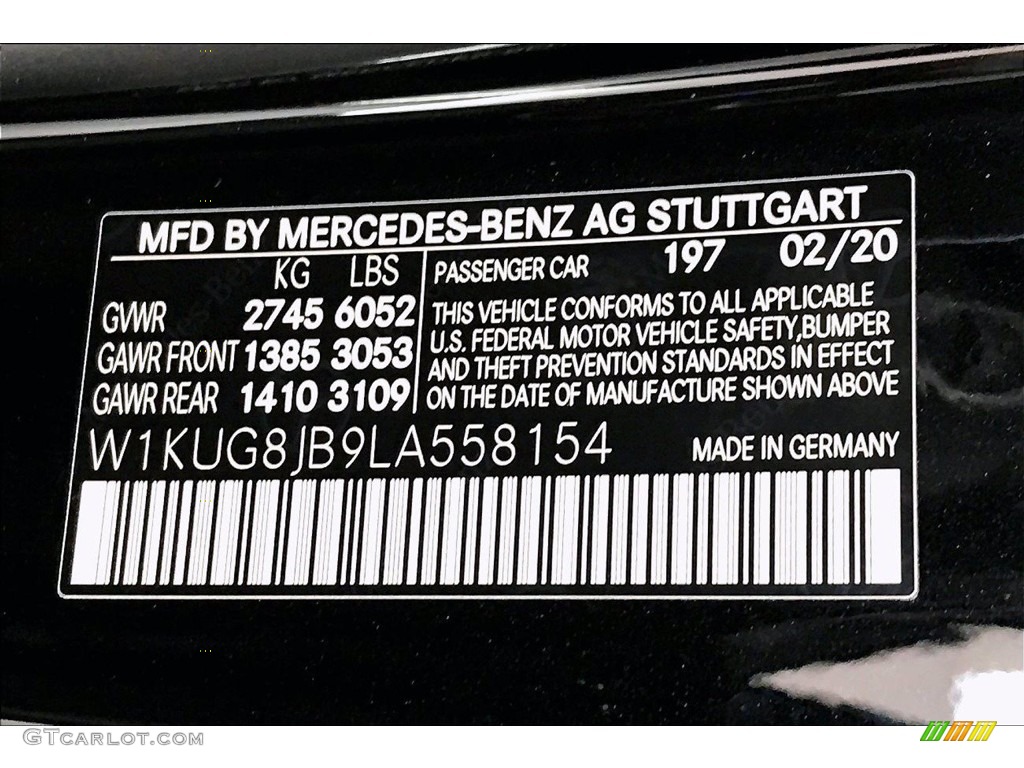 MFD BY MERCEDES-BENZ AG STUTTGART
KG LBS
GVWR 2745 6052
GAWR FRONT 1385 3053
GAWR REAR 1410 3109
PASSENGER CAR 197 02/20
THIS VEHICLE CONFORMS TO ALL APPLICABLE
U.S. FEDERAL MOTOR VEHICLE SAFETY,BUMPER
AND THEFT PREVENTION STANDARDS IN EFFECT
ON THE DATE OF MANUFACTURE SHOWN ABOVE
W1KUG8JB9LA558154
MADE IN GERMANY
GTcarlot.com